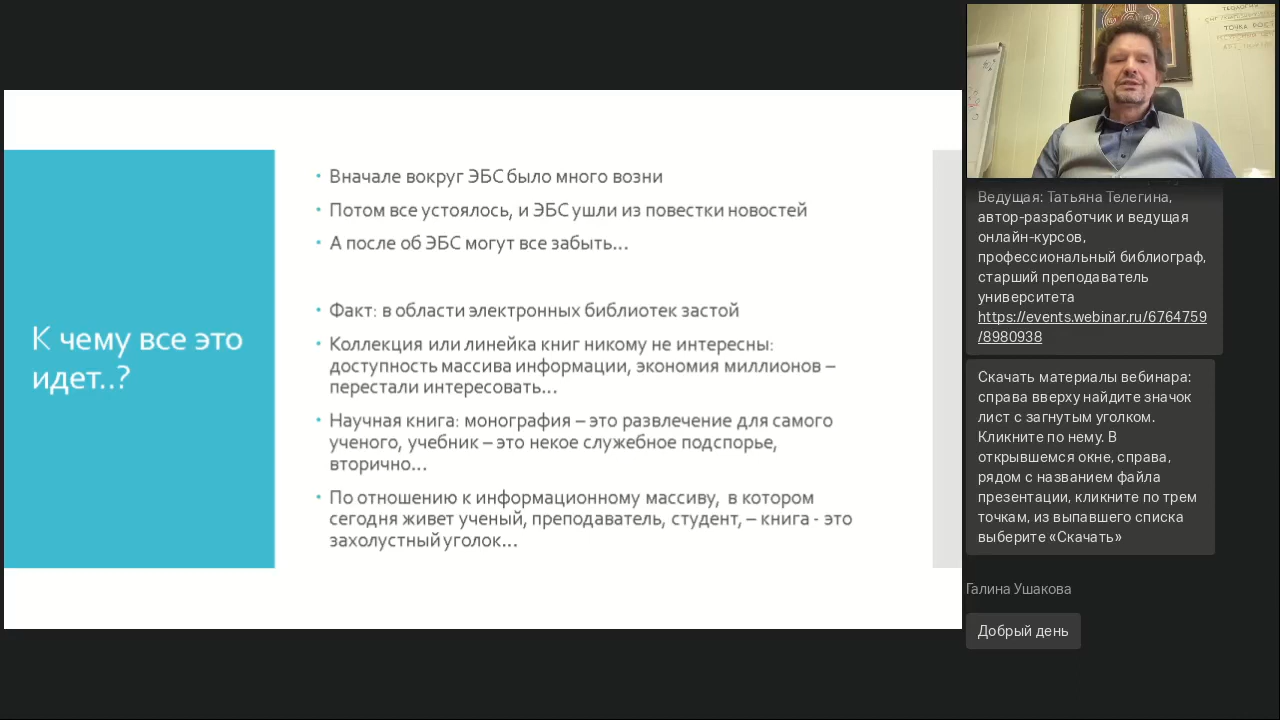 К чему все это
идет..?
Вначале вокруг ЭБС было много возни
Потом все устоялось, и ЭБС ушли из повестки новостей
А после об ЭБС могут все забыть...
Факт: в области электронных библиотек застой
Коллекция или линейка книг никому не интересны:
доступность массива информации, экономия миллионов –
перестали интересовать...
Научная книга: монография – это развлечение для самого
ученого, учебник – это некое служебное подспорье,
вторично...
По отношению к информационному массиву, в котором
сегодня живет ученый, преподаватель, студент, – книга - это
захолустный уголок...
ТОЧКА РОСТ
Ведущая: Татьяна Телегина,
автор-разработчик и ведущая
онлайн-курсов,
профессиональный библиограф,
старший преподаватель
университета
https://events.webinar.ru/6764759
/8980938
Скачать материалы вебинара:
справа вверху найдите значок
лист с загнутым уголком.
Кликните по нему. В
открывшемся окне, справа,
рядом с названием файла
презентации, кликните по трем
точкам, из выпавшего списка
выберите «Скачать»
Галина Ушакова
Добрый день